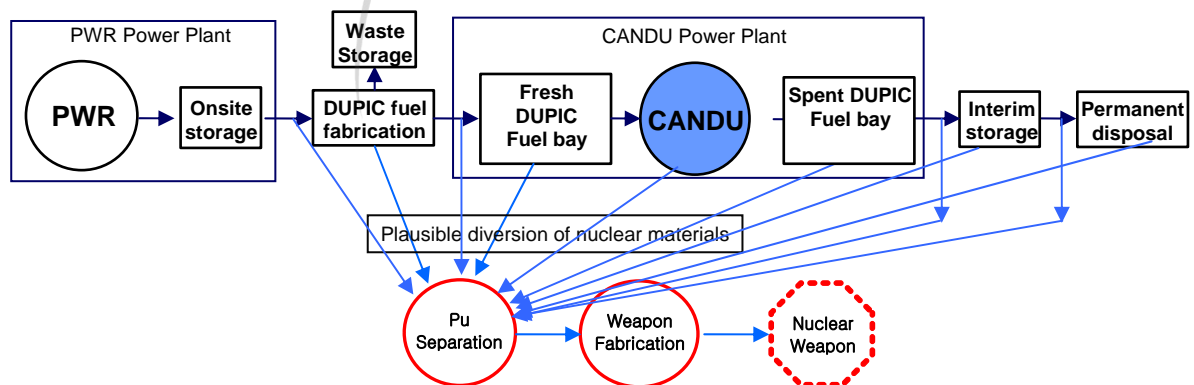 PWR Power Plant
PWR
Onsite
storage
Waste
Storage
DUPIC fuel
fabrication
CANDU Power Plant
Fresh
DUPIC
Fuel bay
CANDU
Spent DUPIC
Fuel bay
Interim
storage
Permanent
disposal
Plausible diversion of nuclear materials
Pu
Separation
Weapon
Fabrication
Nuclear
Weapon